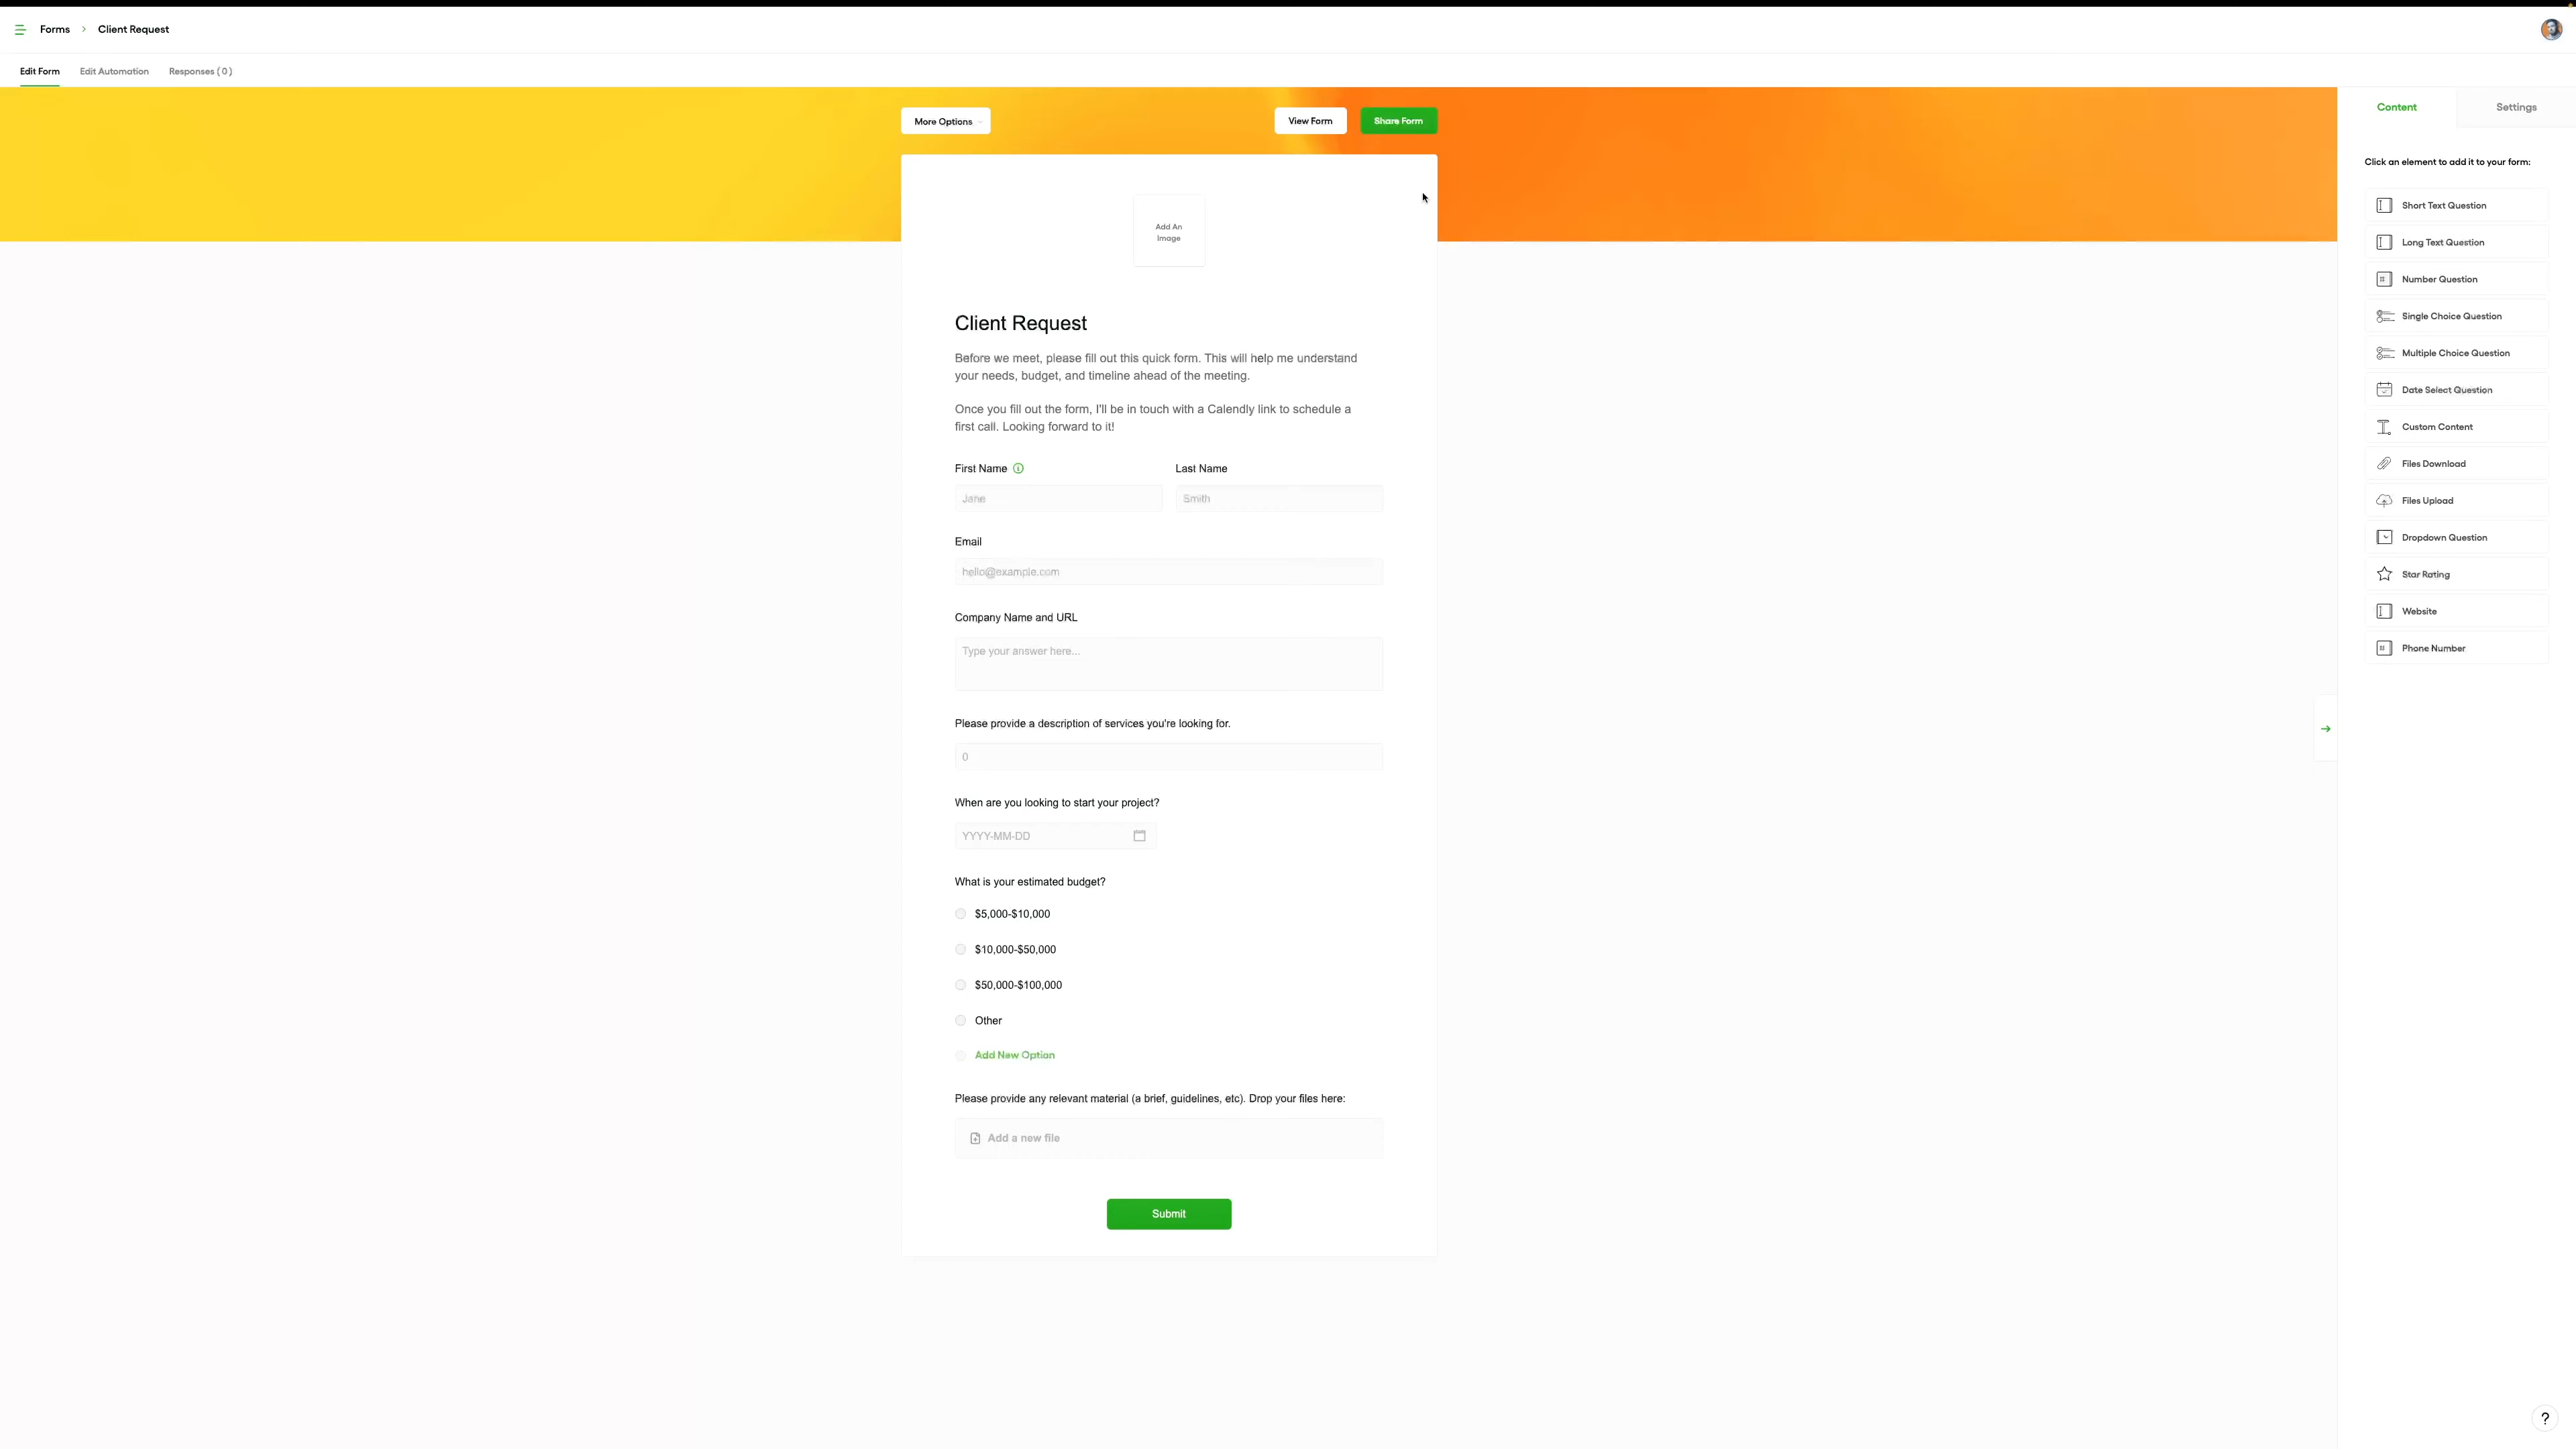 Forms > Client Request
Edit Form Edit Automation Responses ( 0 )
More Options View Form Share Form
Content Settings
Click an element to add it to your form:
Short Text Question
Long Text Question
Number Question
Single Choice Question
Multiple Choice Question
Date Select Question
Custom Content
Files Download
Files Upload
Dropdown Question
Star Rating
Website
Phone Number
Add An
Image
Client Request
Before we meet, please fill out this quick form. This will help me understand
your needs, budget, and timeline ahead of the meeting.
Once you fill out the form, I'll be in touch with a Calendly link to schedule a
first call. Looking forward to it!
First Name Last Name
Jane Smith
Email
hello@example.com
Company Name and URL
Type your answer here...
Please provide a description of services you're looking for.
0
When are you looking to start your project?
YYYY-MM-DD
What is your estimated budget?
$5,000-$10,000
$10,000-$50,000
$50,000-$100,000
Other
Add New Option
Please provide any relevant material (a brief, guidelines, etc). Drop your files here:
Add a new file
Submit
?